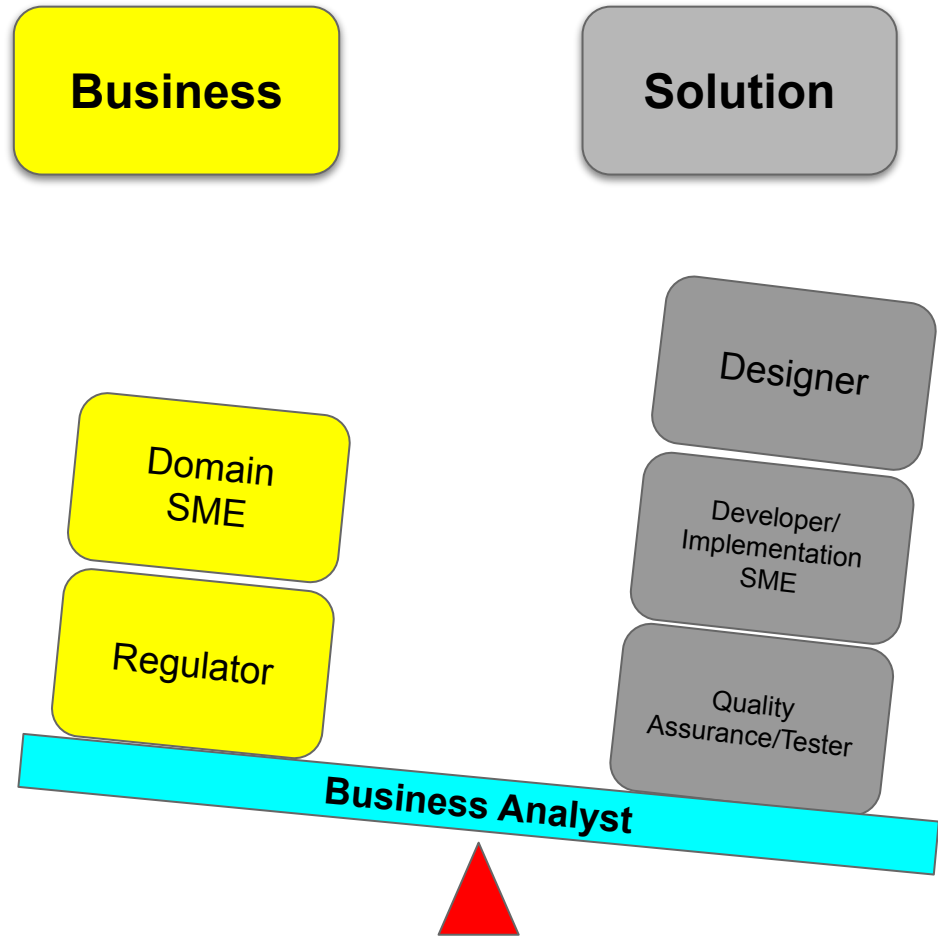 Business
Solution
Domain
SME
Regulator
Designer
Developer/
Implementation
SME
Quality
Assurance/Tester
Business Analyst